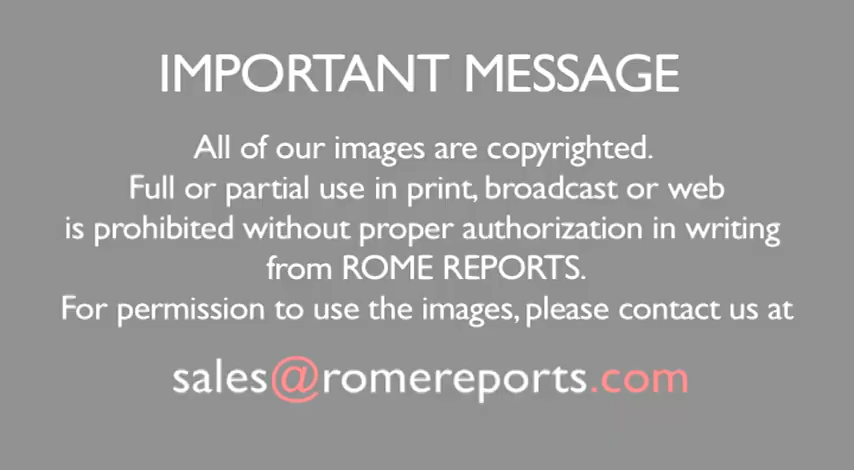 IMPORTANT MESSAGE
All of our images are copyrighted.
Full or partial use in print, broadcast or web
is prohibited without proper authorization in writing
from ROME REPORTS.
For permission to use the images, please contact us at
sales@romereports.com